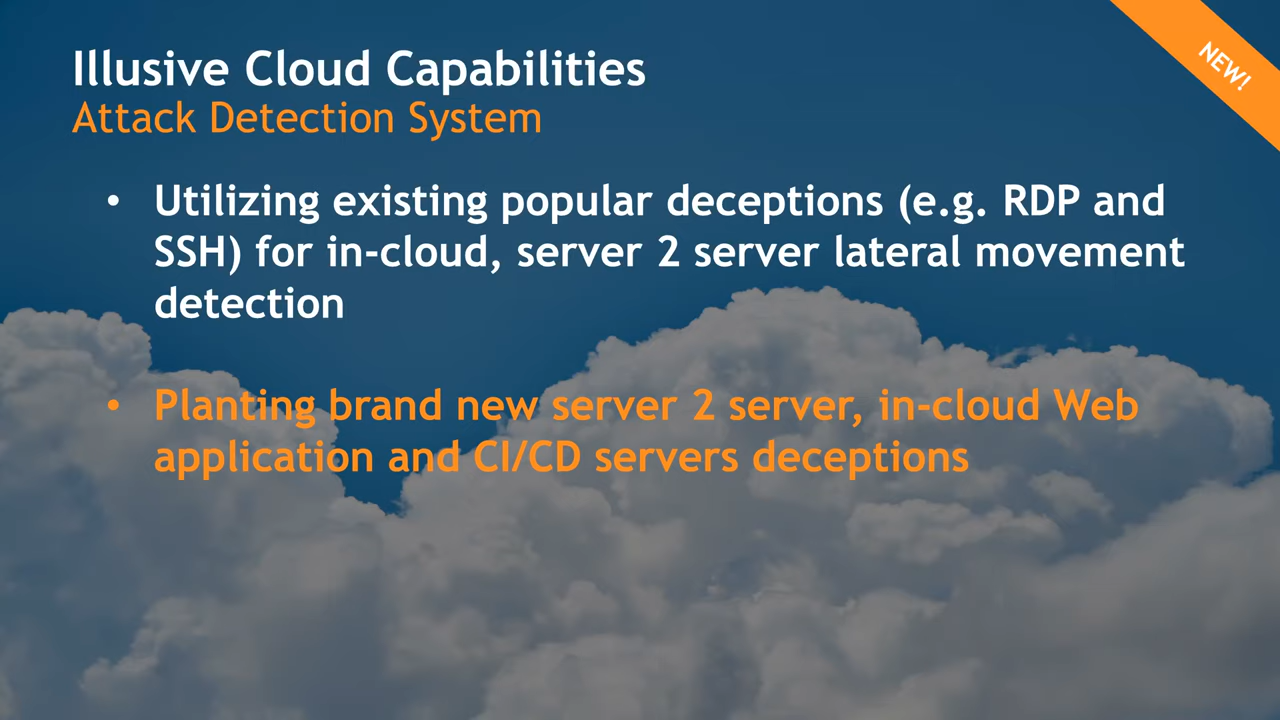 Illusive Cloud Capabilities
Attack Detection System
NEW!
• Utilizing existing popular deceptions (e.g. RDP and
SSH) for in-cloud, server 2 server lateral movement
detection
• Planting brand new server 2 server, in-cloud Web
application and CI/CD servers deceptions